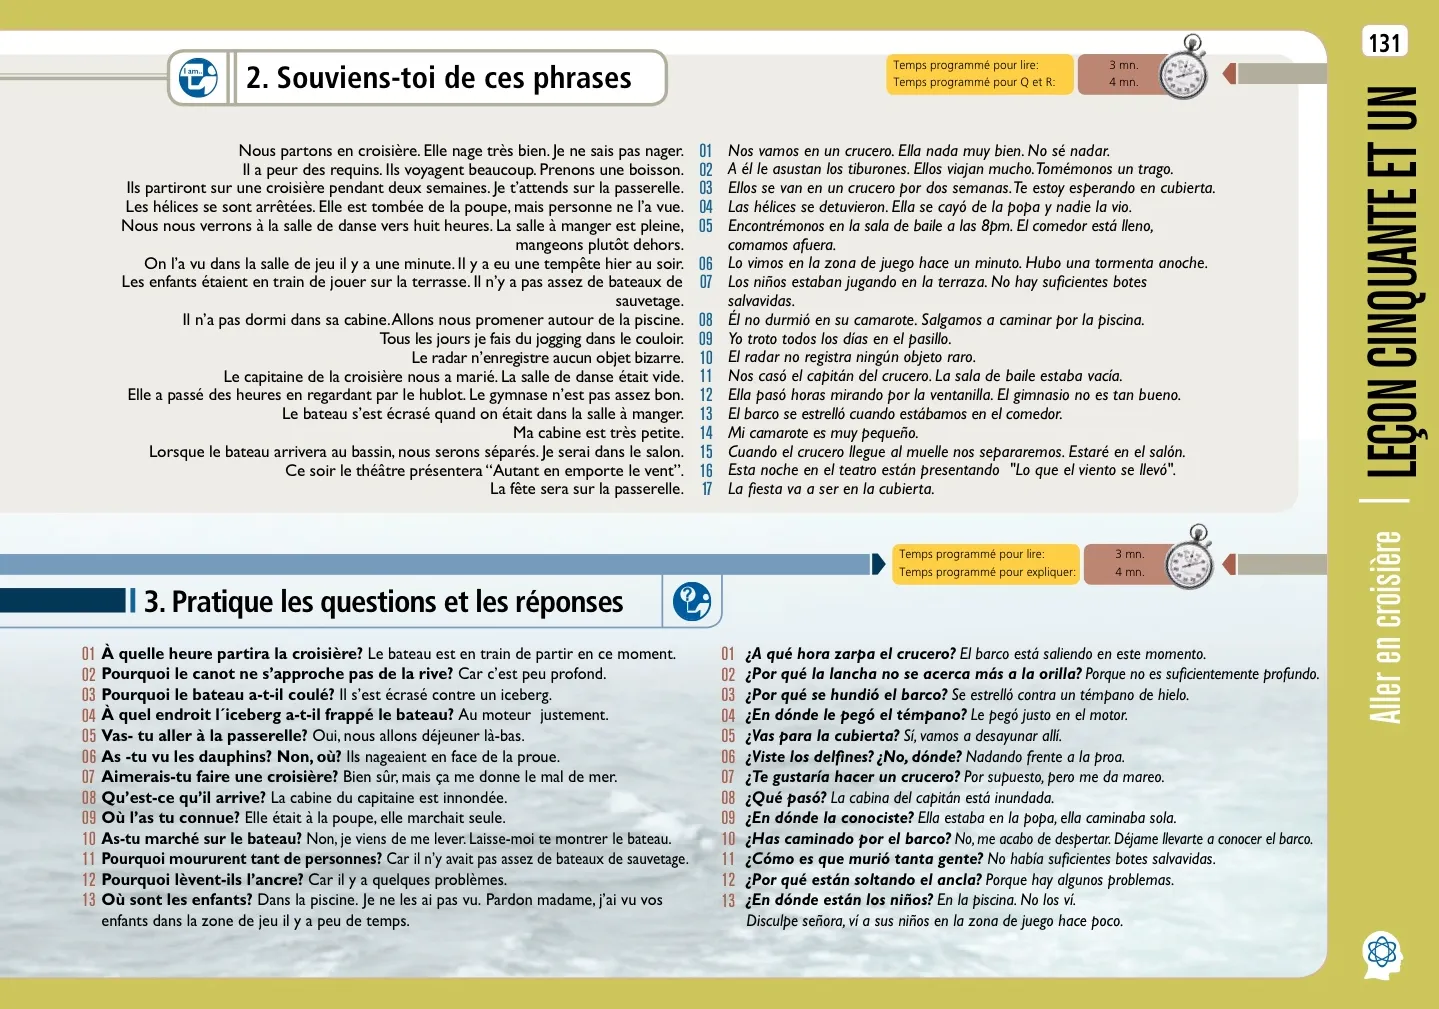 131
LEÇON CINQUANTE ET UN
Aller en croisière
I am...
2. Souviens-toi de ces phrases
Temps programmé pour lire: 3 mn.
Temps programmé pour Q et R: 4 mn.
Nous partons en croisière. Elle nage très bien. Je ne sais pas nager. 01 Nos vamos en un crucero. Ella nada muy bien. No sé nadar.
Il a peur des requins. Ils voyagent beaucoup. Prenons une boisson. 02 A él le asustan los tiburones. Ellos viajan mucho. Tomémonos un trago.
Ils partiront sur une croisière pendant deux semaines. Je t'attends sur la passerelle. 03 Ellos se van en un crucero por dos semanas. Te estoy esperando en cubierta.
Les hélices se sont arrêtées. Elle est tombée de la poupe, mais personne ne l'a vue. 04 Las hélices se detuvieron. Ella se cayó de la popa y nadie la vio.
Nous nous verrons à la salle de danse vers huit heures. La salle à manger est pleine, 05 Encontrémonos en la sala de baile a las 8pm. El comedor está lleno,
mangeons plutôt dehors. comamos afuera.
On l'a vu dans la salle de jeu il y a une minute. Il y a eu une tempête hier au soir. 06 Lo vimos en la zona de juego hace un minuto. Hubo una tormenta anoche.
Les enfants étaient en train de jouer sur la terrasse. Il n'y a pas assez de bateaux de 07 Los niños estaban jugando en la terraza. No hay suficientes botes
sauvetage. salvavidas.
Il n'a pas dormi dans sa cabine. Allons nous promener autour de la piscine. 08 Él no durmió en su camarote. Salgamos a caminar por la piscina.
Tous les jours je fais du jogging dans le couloir. 09 Yo troto todos los días en el pasillo.
Le radar n'enregistre aucun objet bizarre. 10 El radar no registra ningún objeto raro.
Le capitaine de la croisière nous a marié. La salle de danse était vide. 11 Nos casó el capitán del crucero. La sala de baile estaba vacía.
Elle a passé des heures en regardant par le hublot. Le gymnase n'est pas assez bon. 12 Ella pasó horas mirando por la ventanilla. El gimnasio no es tan bueno.
Le bateau s'est écrasé quand on était dans la salle à manger. 13 El barco se estrelló cuando estábamos en el comedor.
Ma cabine est très petite. 14 Mi camarote es muy pequeño.
Lorsque le bateau arrivera au bassin, nous serons séparés. Je serai dans le salon. 15 Cuando el crucero llegue al muelle nos separaremos. Estaré en el salón.
Ce soir le théâtre présentera "Autant en emporte le vent". 16 Esta noche en el teatro están presentando "Lo que el viento se llevó".
La fête sera sur la passerelle. 17 La fiesta va a ser en la cubierta.
Temps programmé pour lire: 3 mn.
Temps programmé pour expliquer: 4 mn.
3. Pratique les questions et les réponses
01 À quelle heure partira la croisière? Le bateau est en train de partir en ce moment.
02 Pourquoi le canot ne s'approche pas de la rive? Car c'est peu profond.
03 Pourquoi le bateau a-t-il coulé? Il s'est écrasé contre un iceberg.
04 À quel endroit l´iceberg a-t-il frappé le bateau? Au moteur justement.
05 Vas- tu aller à la passerelle? Oui, nous allons déjeuner là-bas.
06 As -tu vu les dauphins? Non, où? Ils nageaient en face de la proue.
07 Aimerais-tu faire une croisière? Bien sûr, mais ça me donne le mal de mer.
08 Qu'est-ce qu'il arrive? La cabine du capitaine est innondée.
09 Où l'as tu connue? Elle était à la poupe, elle marchait seule.
10 As-tu marché sur le bateau? Non, je viens de me lever. Laisse-moi te montrer le bateau.
11 Pourquoi moururent tant de personnes? Car il n'y avait pas assez de bateaux de sauvetage.
12 Pourquoi lèvent-ils l'ancre? Car il y a quelques problèmes.
13 Où sont les enfants? Dans la piscine. Je ne les ai pas vu. Pardon madame, j'ai vu vos
enfants dans la zone de jeu il y a peu de temps.
01 ¿A qué hora zarpa el crucero? El barco está saliendo en este momento.
02 ¿Por qué la lancha no se acerca más a la orilla? Porque no es suficientemente profundo.
03 ¿Por qué se hundió el barco? Se estrelló contra un témpano de hielo.
04 ¿En dónde le pegó el témpano? Le pegó justo en el motor.
05 ¿Vas para la cubierta? Sí, vamos a desayunar allí.
06 ¿Viste los delfines? ¿No, dónde? Nadando frente a la proa.
07 ¿Te gustaría hacer un crucero? Por supuesto, pero me da mareo.
08 ¿Qué pasó? La cabina del capitán está inundada.
09 ¿En dónde la conociste? Ella estaba en la popa, ella caminaba sola.
10 ¿Has caminado por el barco? No, me acabo de despertar. Déjame llevarte a conocer el barco.
11 ¿Cómo es que murió tanta gente? No había suficientes botes salvavidas.
12 ¿Por qué están soltando el ancla? Porque hay algunos problemas.
13 ¿En dónde están los niños? En la piscina. No los ví.
Disculpe señora, ví a sus niños en la zona de juego hace poco.